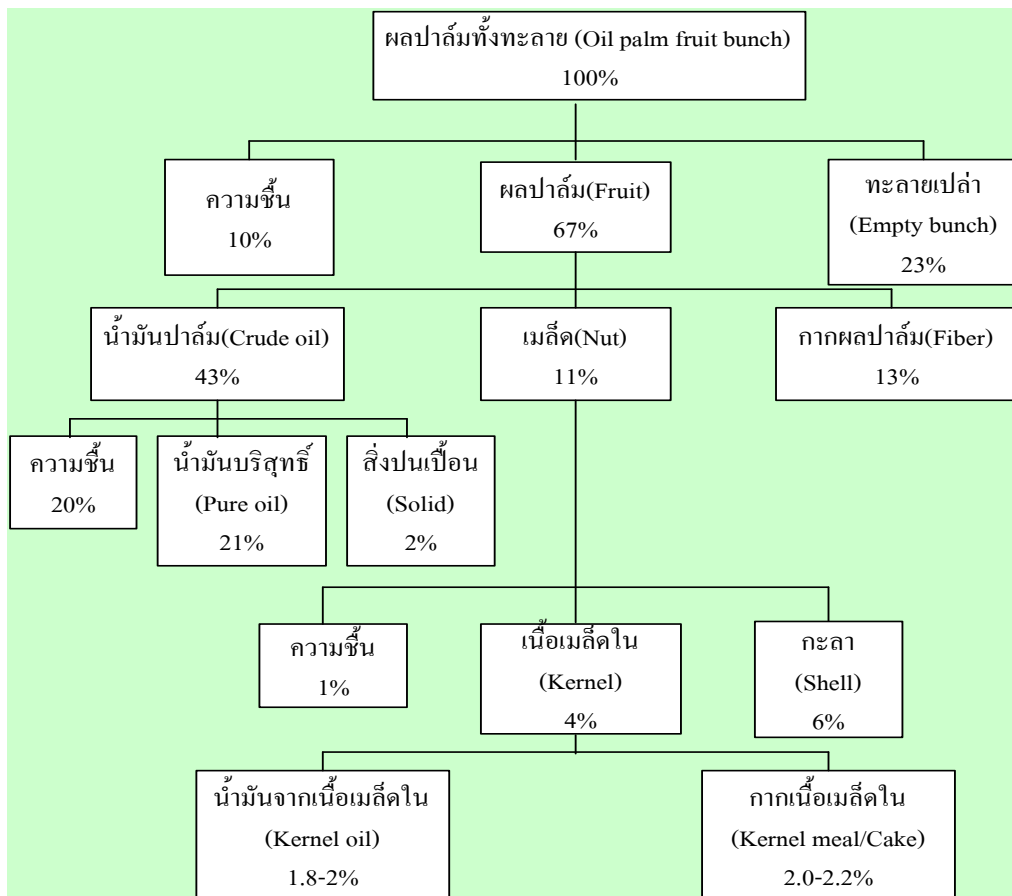 ผลปาล์มทั้งทะลาย (Oil palm fruit bunch)
100%
ความชื้น
10%
ผลปาล์ม(Fruit)
67%
ทะลายเปล่า
(Empty bunch)
23%
น้ำมันปาล์ม(Crude oil)
43%
เมล็ด(Nut)
11%
กากผลปาล์ม(Fiber)
13%
ความชื้น
20%
น้ำมันบริสุทธิ์
(Pure oil)
21%
สิ่งปนเปื้อน
(Solid)
2%
ความชื้น
1%
เนื้อเมล็ดใน
(Kernel)
4%
กะลา
(Shell)
6%
น้ำมันจากเนื้อเมล็ดใน
(Kernel oil)
1.8-2%
กากเนื้อเมล็ดใน
(Kernel meal/Cake)
2.0-2.2%